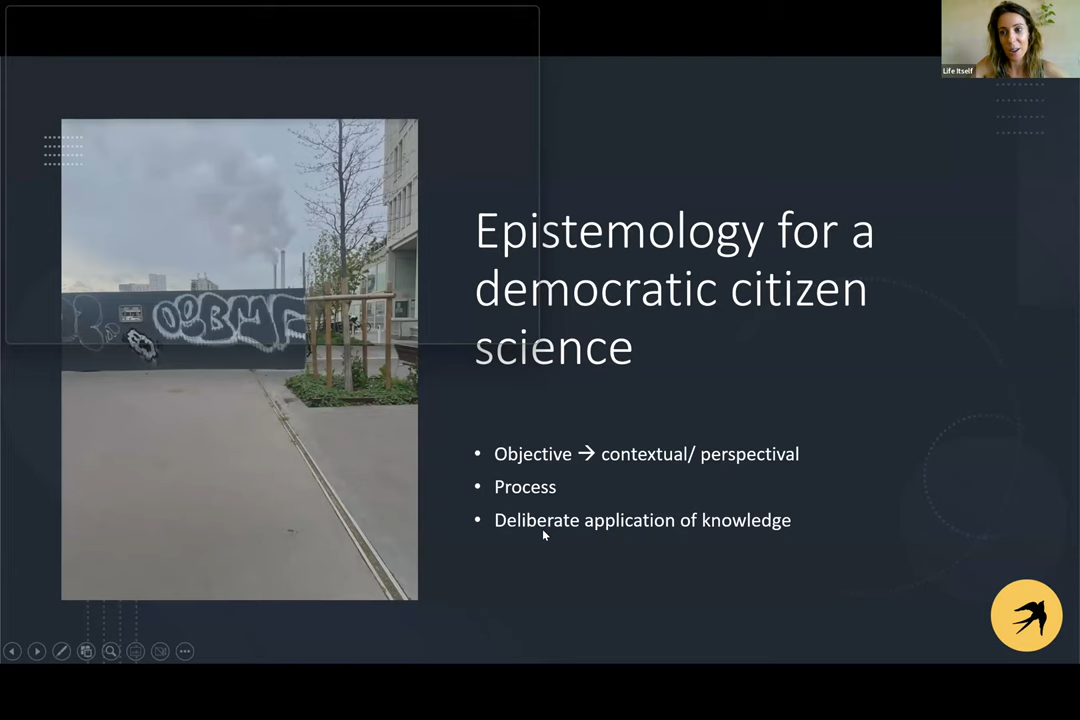 Life Itself
Epistemology for a
democratic citizen
science
• Objective → contextual/ perspectival
• Process
• Deliberate application of knowledge